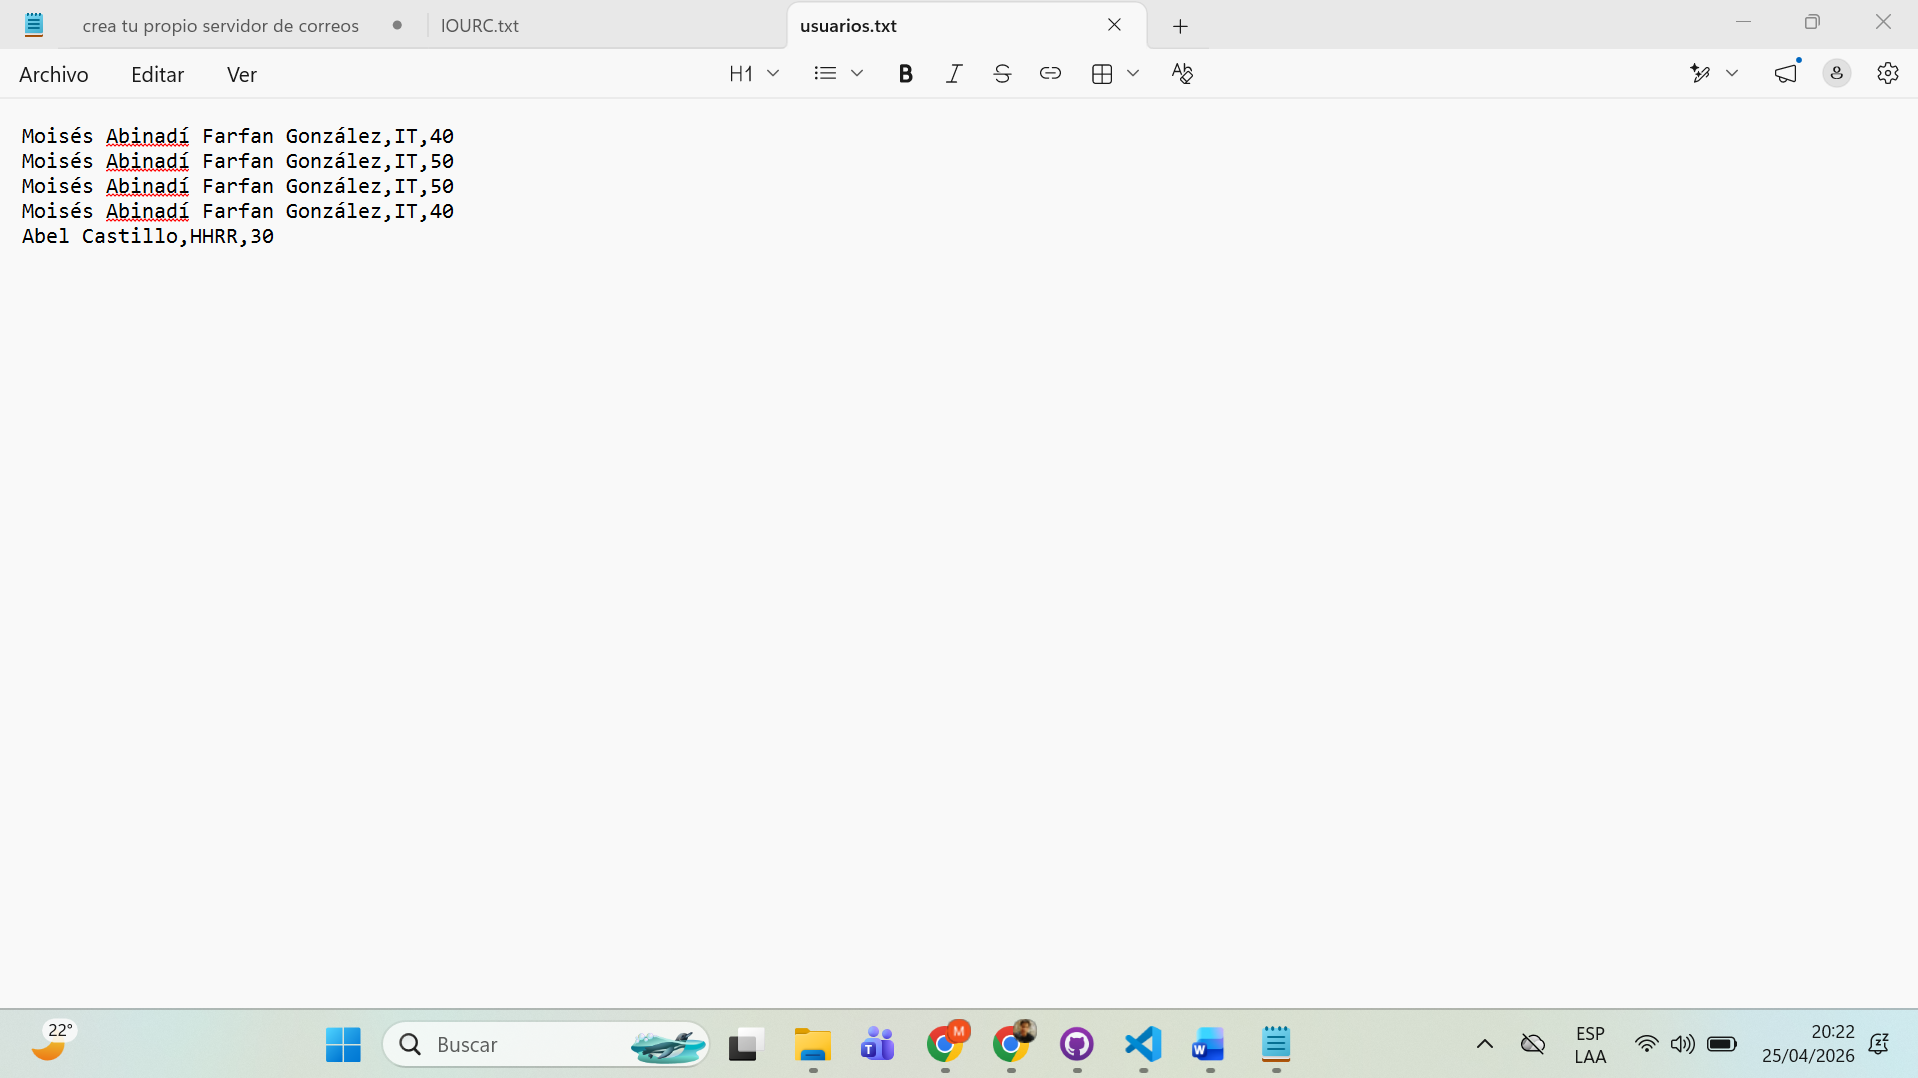 crea tu propio servidor de correos
IOURC.txt
usuarios.txt
Archivo
Editar
Ver
H1
Moisés Abinadí Farfan González,IT,40
Moisés Abinadí Farfan González,IT,50
Moisés Abinadí Farfan González,IT,50
Moisés Abinadí Farfan González,IT,40
Abel Castillo,HHRR,30
22°
Buscar
M
ESP
LAA
20:22
25/04/2026